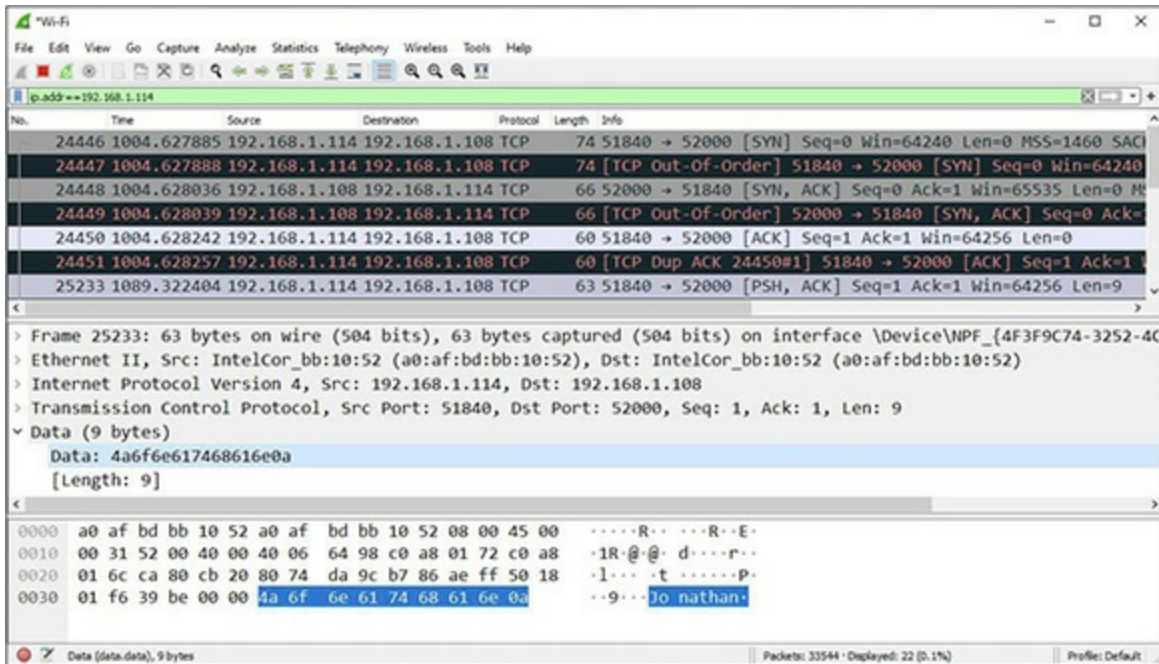 *Wi-Fi
File Edit View Go Capture Analyze Statistics Telephony Wireless Tools Help
ip.addr==192.168.1.114
No. Time Source Destination Protocol Length Info
24446 1004.627885 192.168.1.114 192.168.1.108 TCP 74 51840 → 52000 [SYN] Seq=0 Win=64240 Len=0 MSS=1460 SACK
24447 1004.627888 192.168.1.114 192.168.1.108 TCP 74 [TCP Out-Of-Order] 51840 → 52000 [SYN] Seq=0 Win=64240
24448 1004.628036 192.168.1.108 192.168.1.114 TCP 66 52000 → 51840 [SYN, ACK] Seq=0 Ack=1 Win=65535 Len=0
24449 1004.628039 192.168.1.108 192.168.1.114 TCP 66 [TCP Out-Of-Order] 52000 → 51840 [SYN, ACK] Seq=0 Ack=
24450 1004.628242 192.168.1.114 192.168.1.108 TCP 60 51840 → 52000 [ACK] Seq=1 Ack=1 Win=64256 Len=0
24451 1004.628257 192.168.1.114 192.168.1.108 TCP 60 [TCP Dup ACK 24450#1] 51840 → 52000 [ACK] Seq=1 Ack=1
25233 1089.322404 192.168.1.114 192.168.1.108 TCP 63 51840 → 52000 [PSH, ACK] Seq=1 Ack=1 Win=64256 Len=9
Frame 25233: 63 bytes on wire (504 bits), 63 bytes captured (504 bits) on interface \Device\NPF_{4F3F9C74-3252-4C
Ethernet II, Src: IntelCor_bb:10:52 (a0:af:bd:bb:10:52), Dst: IntelCor_bb:10:52 (a0:af:bd:bb:10:52)
Internet Protocol Version 4, Src: 192.168.1.114, Dst: 192.168.1.108
Transmission Control Protocol, Src Port: 51840, Dst Port: 52000, Seq: 1, Ack: 1, Len: 9
Data (9 bytes)
Data: 4a6f6e617468616e0a
[Length: 9]
0000 a0 af bd bb 10 52 a0 af bd bb 10 52 08 00 45 00 ·····R·· ···R··E·
0010 00 31 52 00 40 00 40 06 64 98 c0 a8 01 72 c0 a8 ·1R·@·@· d····r··
0020 01 6c ca 80 cb 20 80 74 da 9c b7 86 ae ff 50 18 ·l··· ·t ······P·
0030 01 f6 39 be 00 00 4a 6f 6e 61 74 68 61 6e 0a ··9···Jo nathan·
Data (data.data), 9 bytes Packets: 33544 · Displayed: 22 (0.1%) Profile: Default